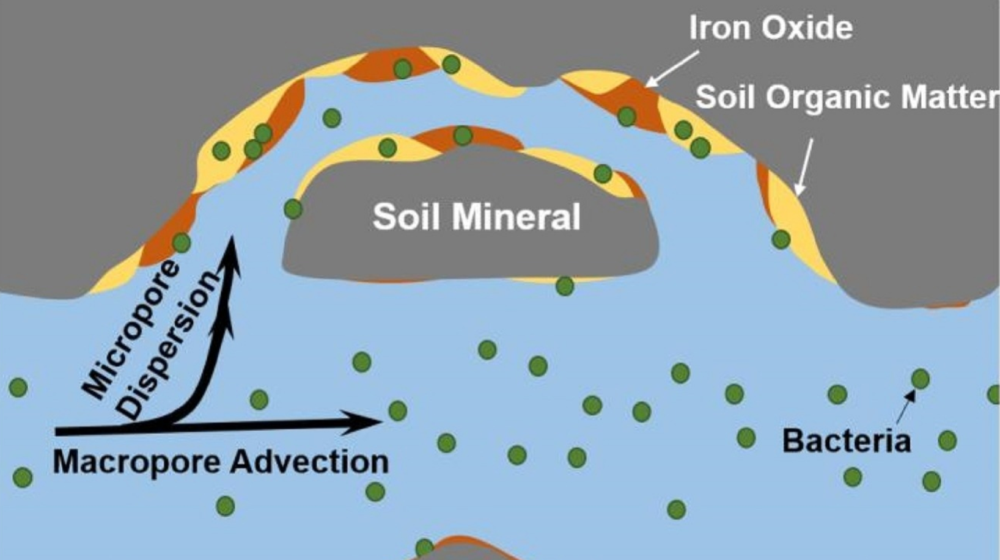 Iron Oxide
Soil Organic Matter
Soil Mineral
Micropore
Dispersion
Macropore Advection
Bacteria